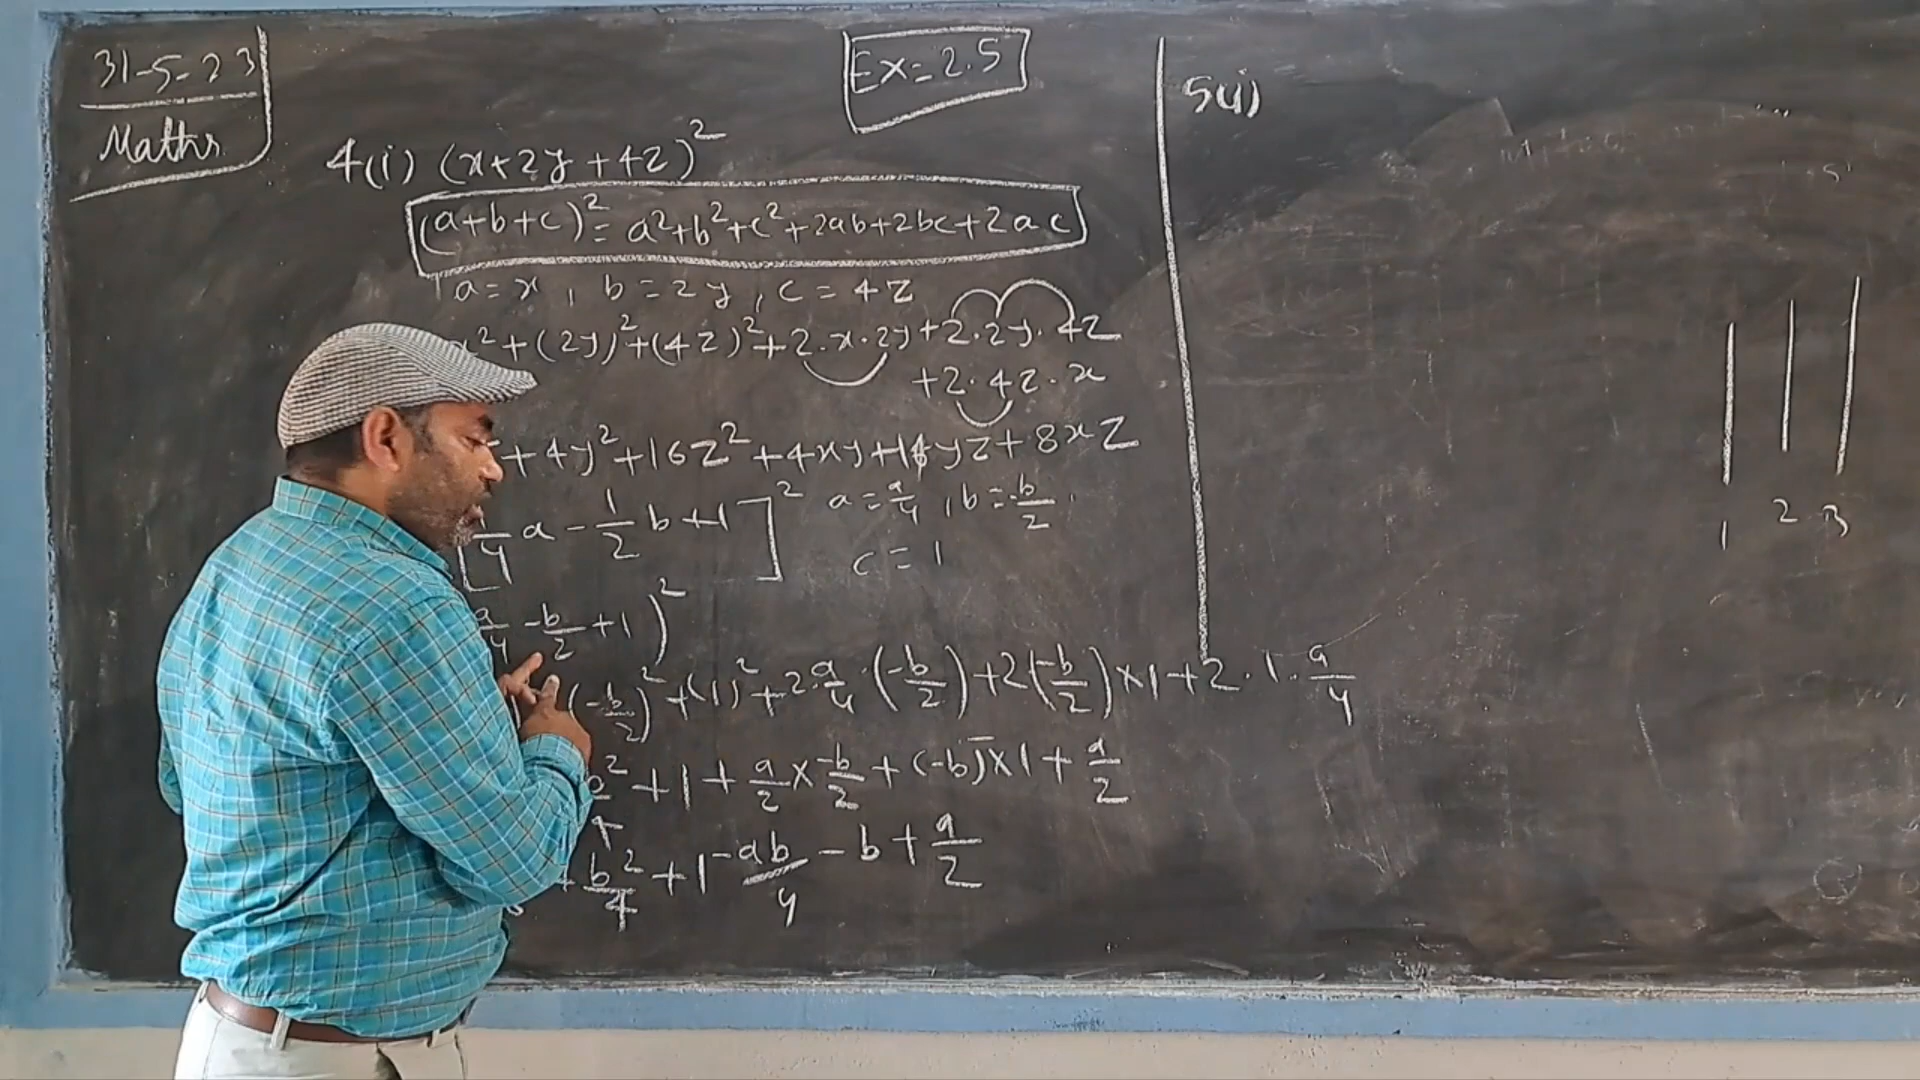 31-5-23
Maths
Ex=2.5
4(i) (x+2y+4z)²
(a+b+c)²= a²+b²+c²+2ab+2bc+2ac
a=x, b=2y, c=4z
x²+(2y)²+(4z)²+2.x.2y+2.2y.4z
+2.4z.x
+4y²+16z²+4xy+16yz+8xz
[1/4 a - 1/2 b+1]² a=a/4, b=-b/2,
c=1
a/4 -b/2 +1)²
(-b/2)²+(1)²+2.a/4.(-b/2)+2(-b/2)×1+2.1.a/4
b²/4+1+a/2×-b/2+(-b)×1+a/2
+b²/4+1-ab/4-b+a/2
5(i)
1 2 3